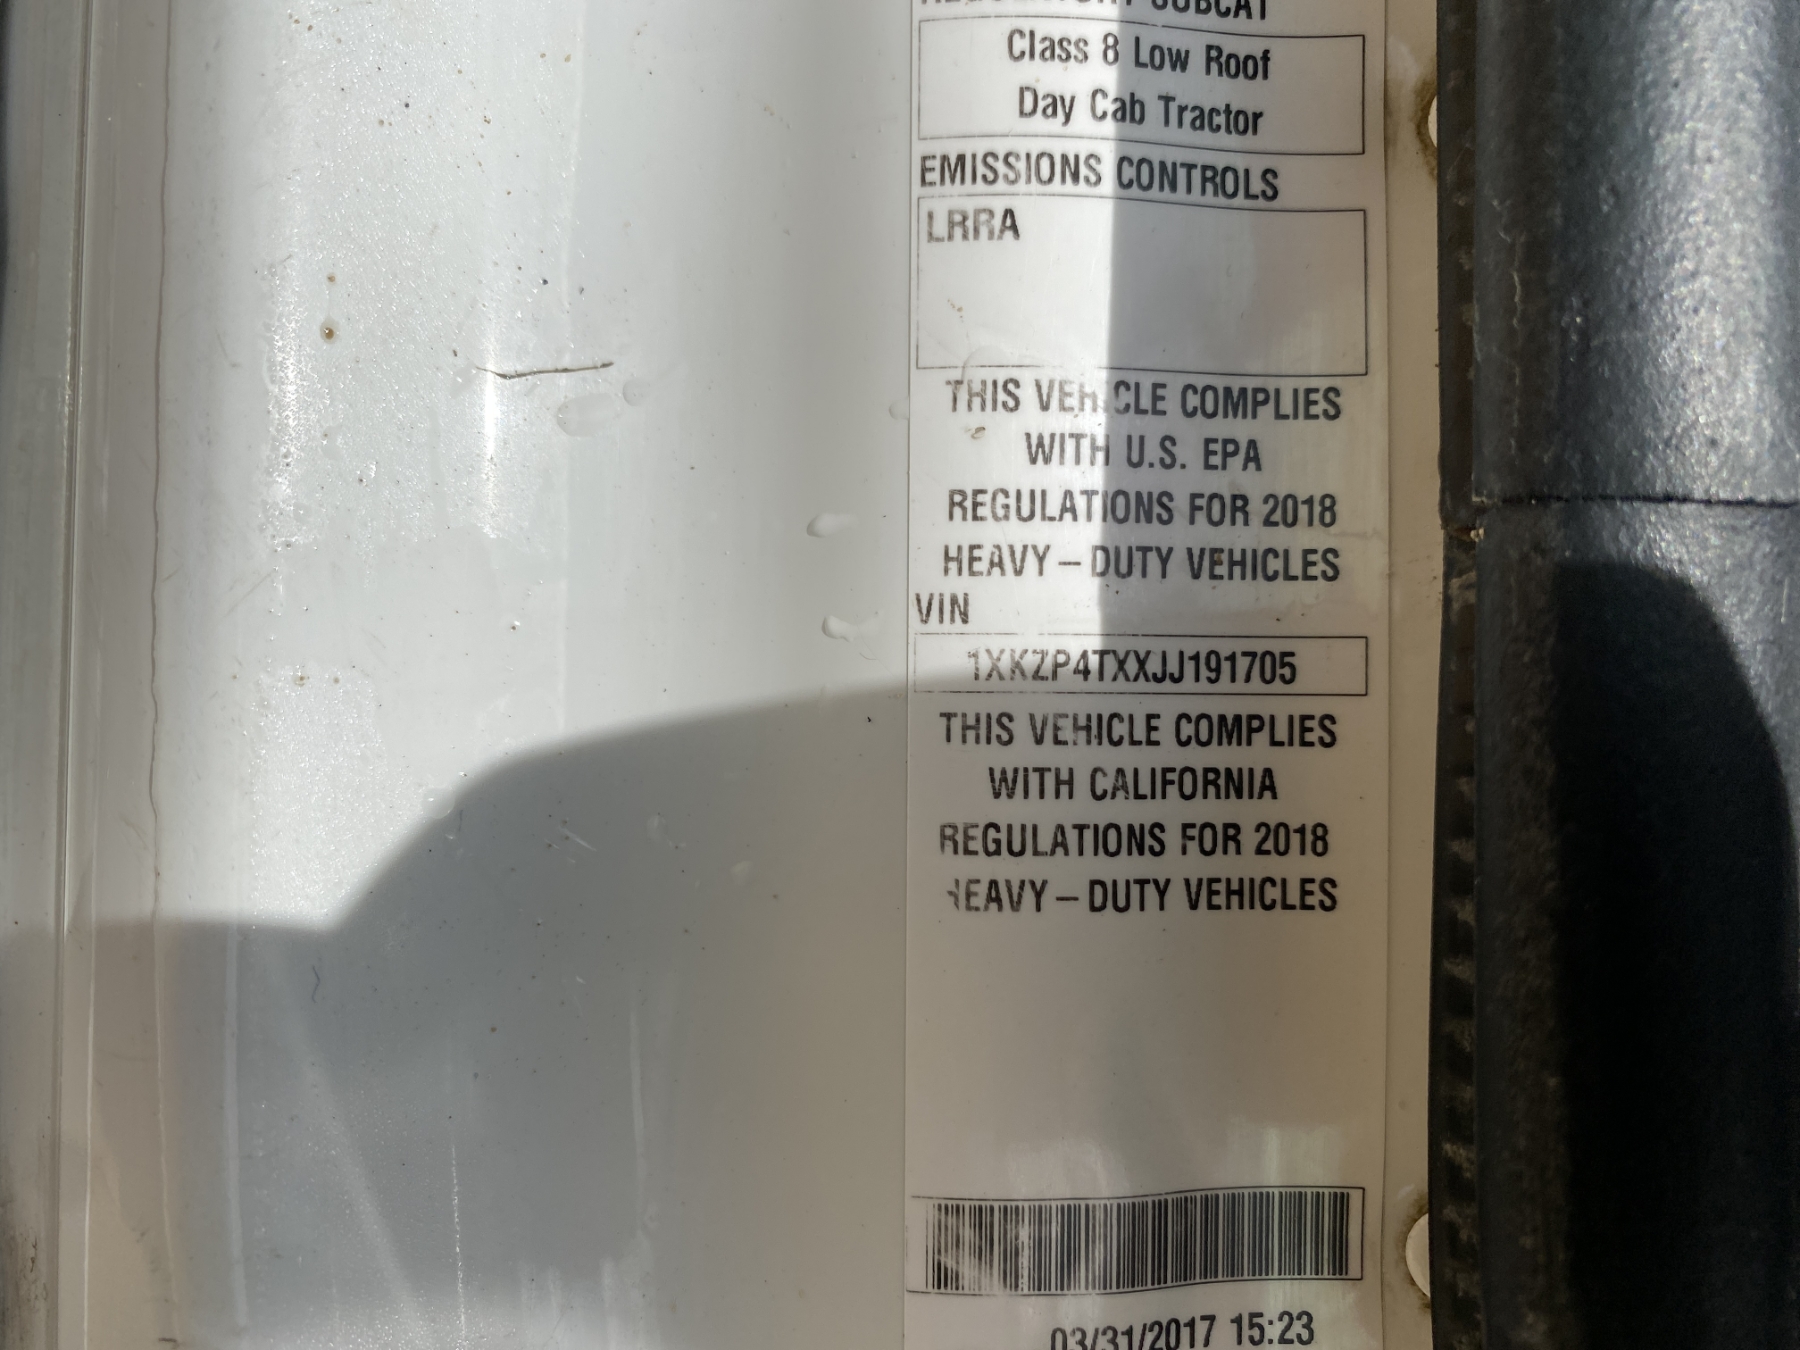 REGULATORY SUBCAT
Class 8 Low Roof
Day Cab Tractor
EMISSIONS CONTROLS
LRRA
THIS VEHICLE COMPLIES
WITH U.S. EPA
REGULATIONS FOR 2018
HEAVY – DUTY VEHICLES
VIN
1XKZP4TXXJJ191705
THIS VEHICLE COMPLIES
WITH CALIFORNIA
REGULATIONS FOR 2018
HEAVY – DUTY VEHICLES
03/31/2017 15:23